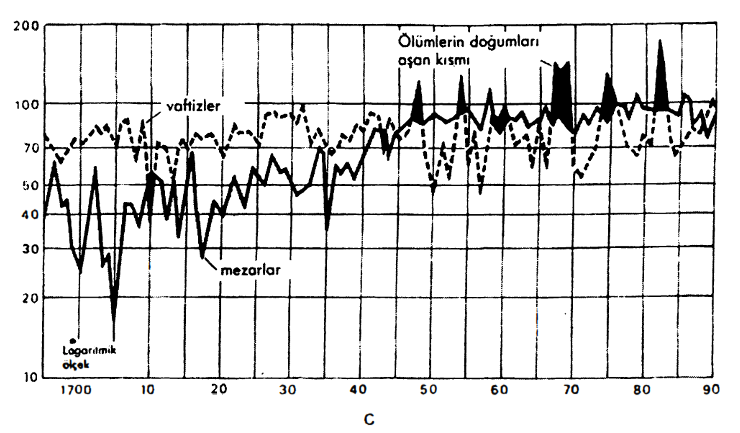 200
Ölümlerin doğumları
aşan kısmı
vaftizler
100
70
50
40
30
mezarlar
20
Logaritmik
ölçek
10
1700 10 20 30 40 50 60 70 80 90
C